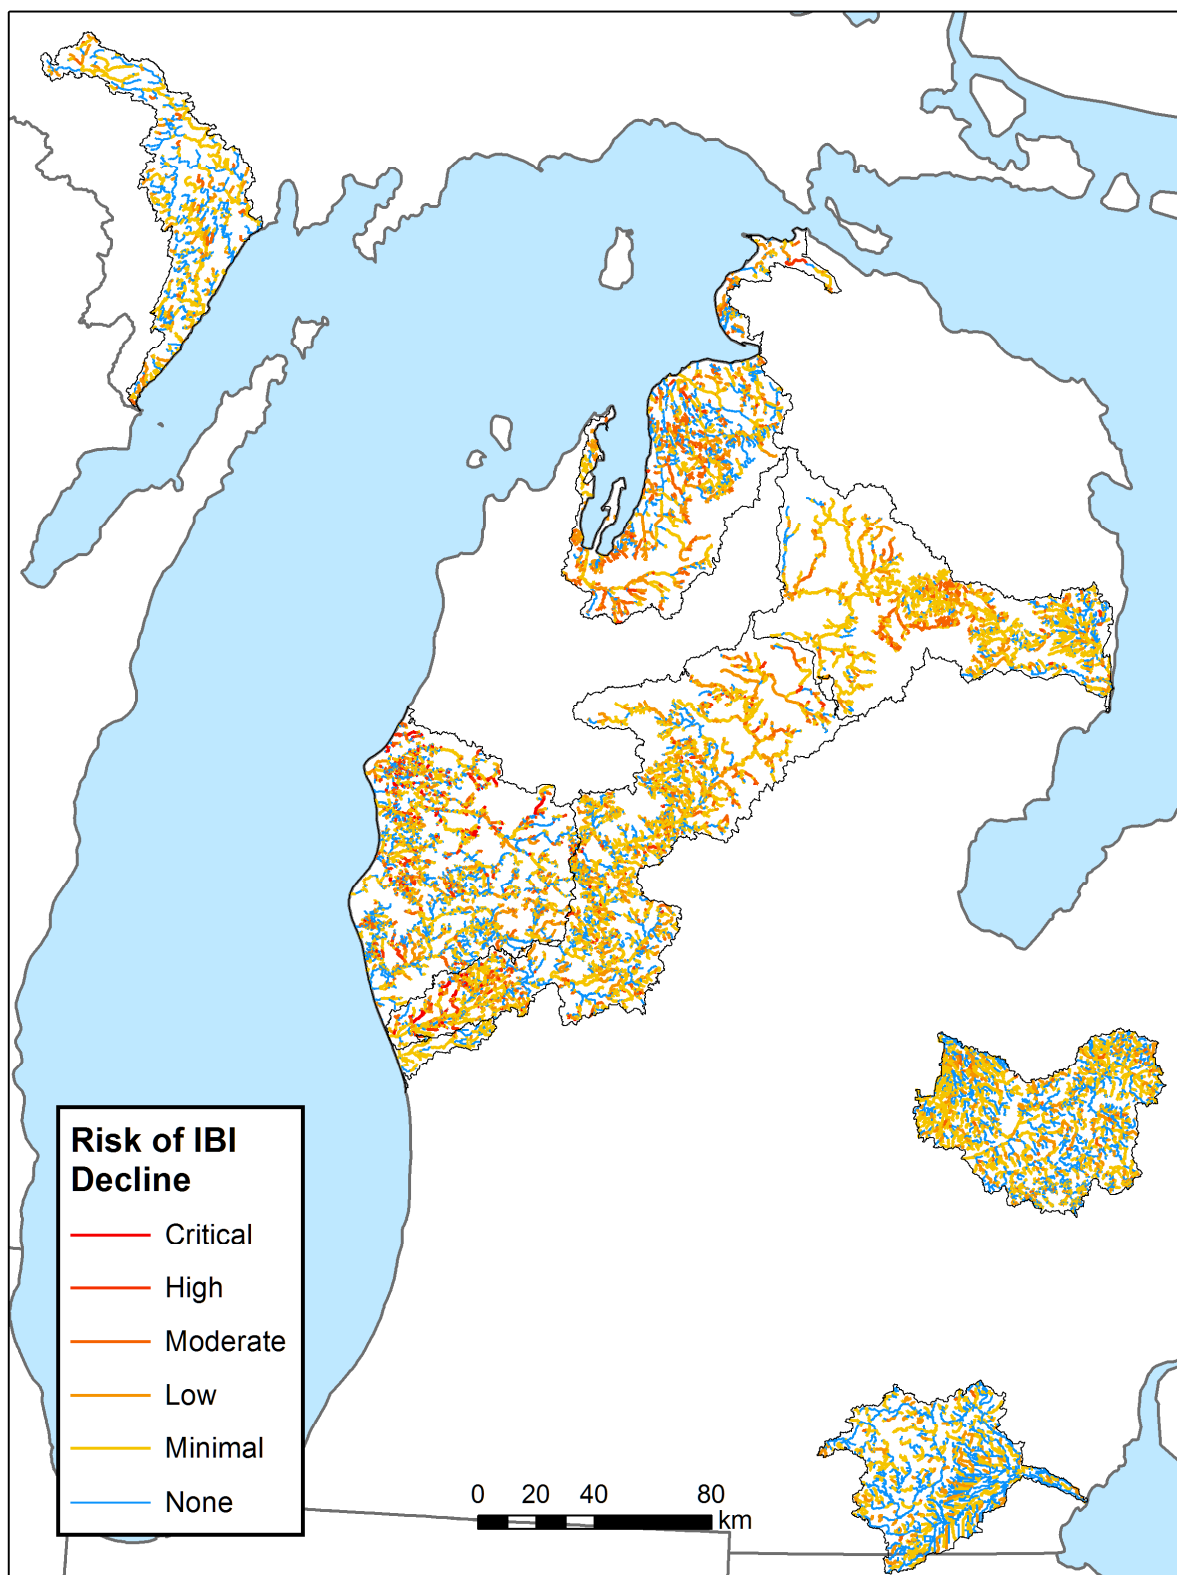 Risk of IBI
Decline
Critical
High
Moderate
Low
Minimal
None
0 20 40 80
km